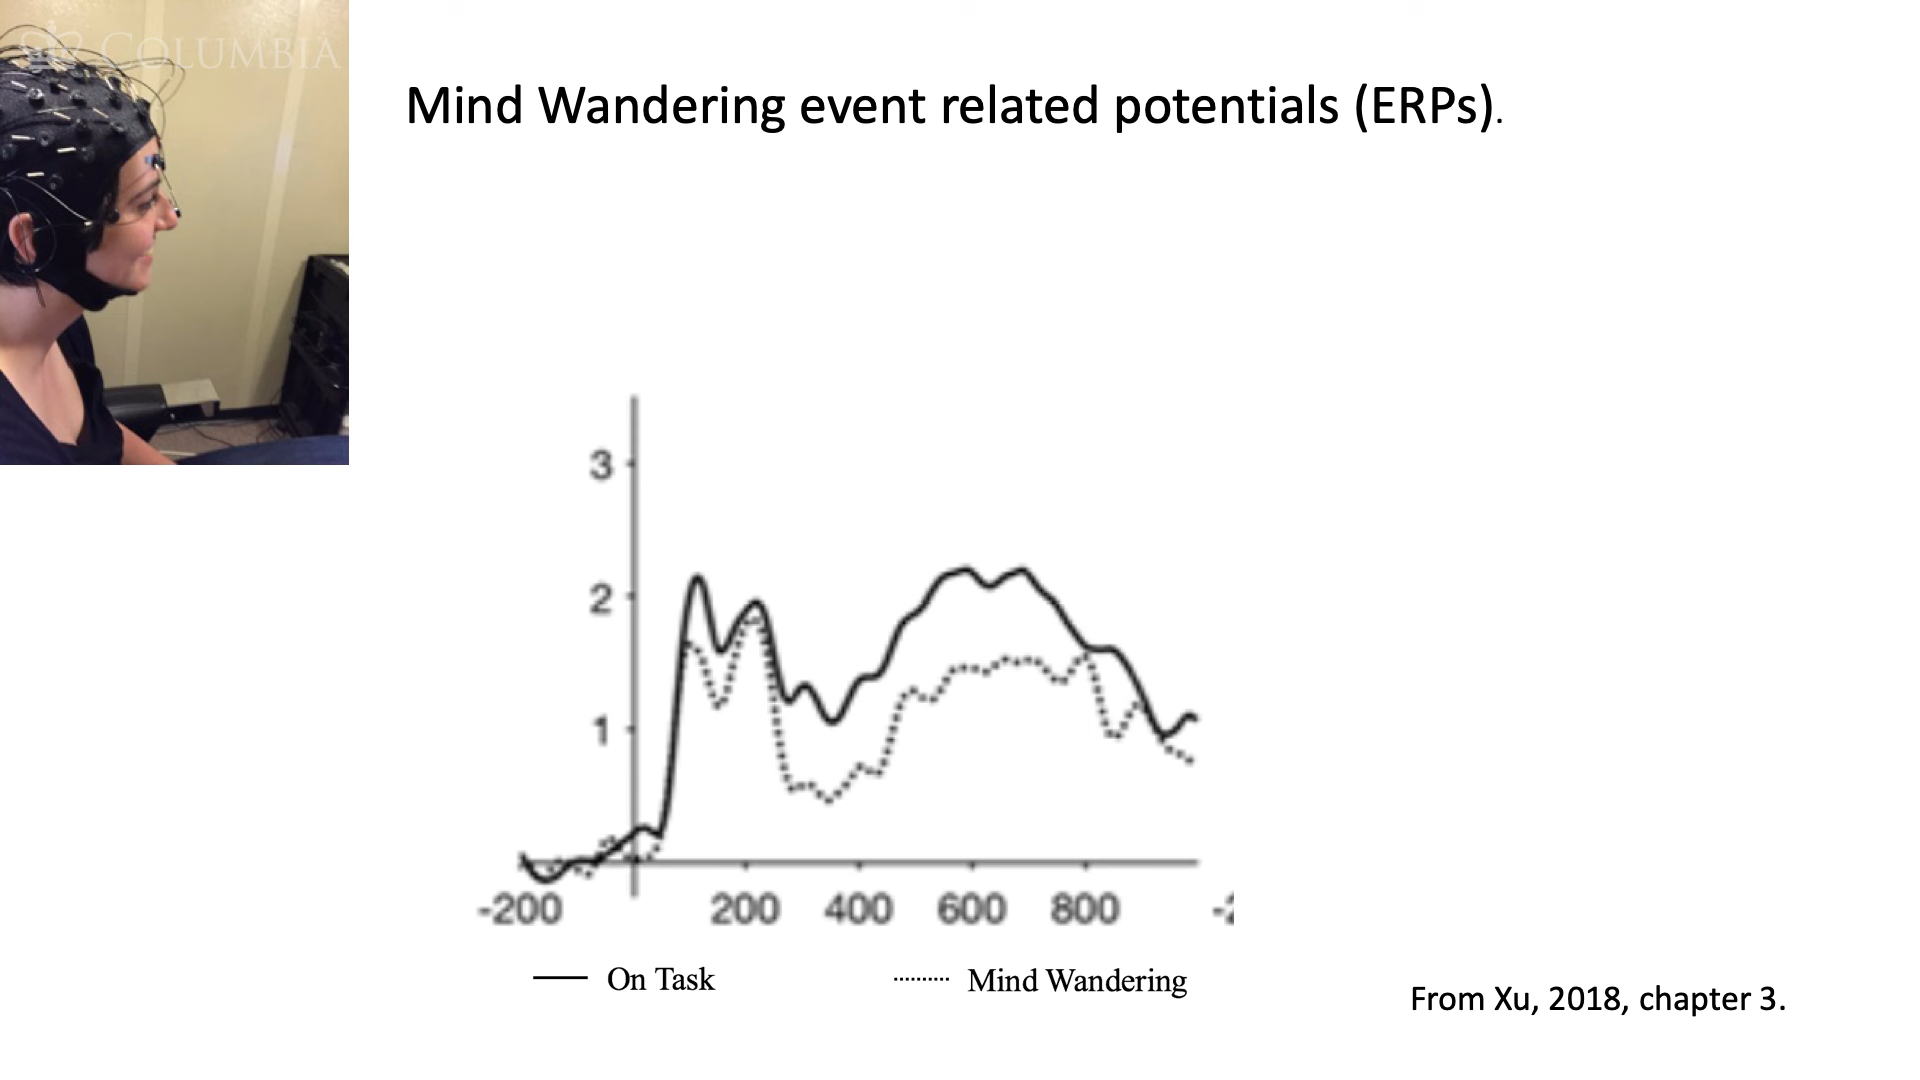 COLUMBIA
Mind Wandering event related potentials (ERPs).
3
2
1
-200 200 400 600 800
On Task Mind Wandering
From Xu, 2018, chapter 3.